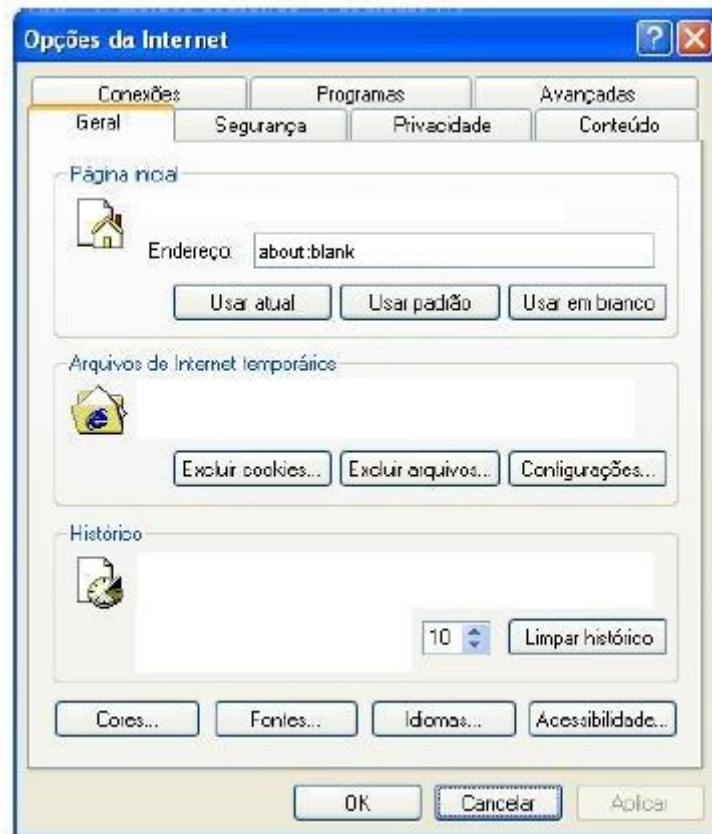 Opções da Internet
Conexões Programas Avançadas
Geral Segurança Privacidade Conteúdo
Página inicial
Endereço: about:blank
Usar atual Usar padrão Usar em branco
Arquivos de Internet temporários
Excluir cookies... Excluir arquivos... Configurações...
Histórico
10 Limpar histórico
Cores... Fontes... Idiomas... Acessibilidade...
OK Cancelar Aplicar